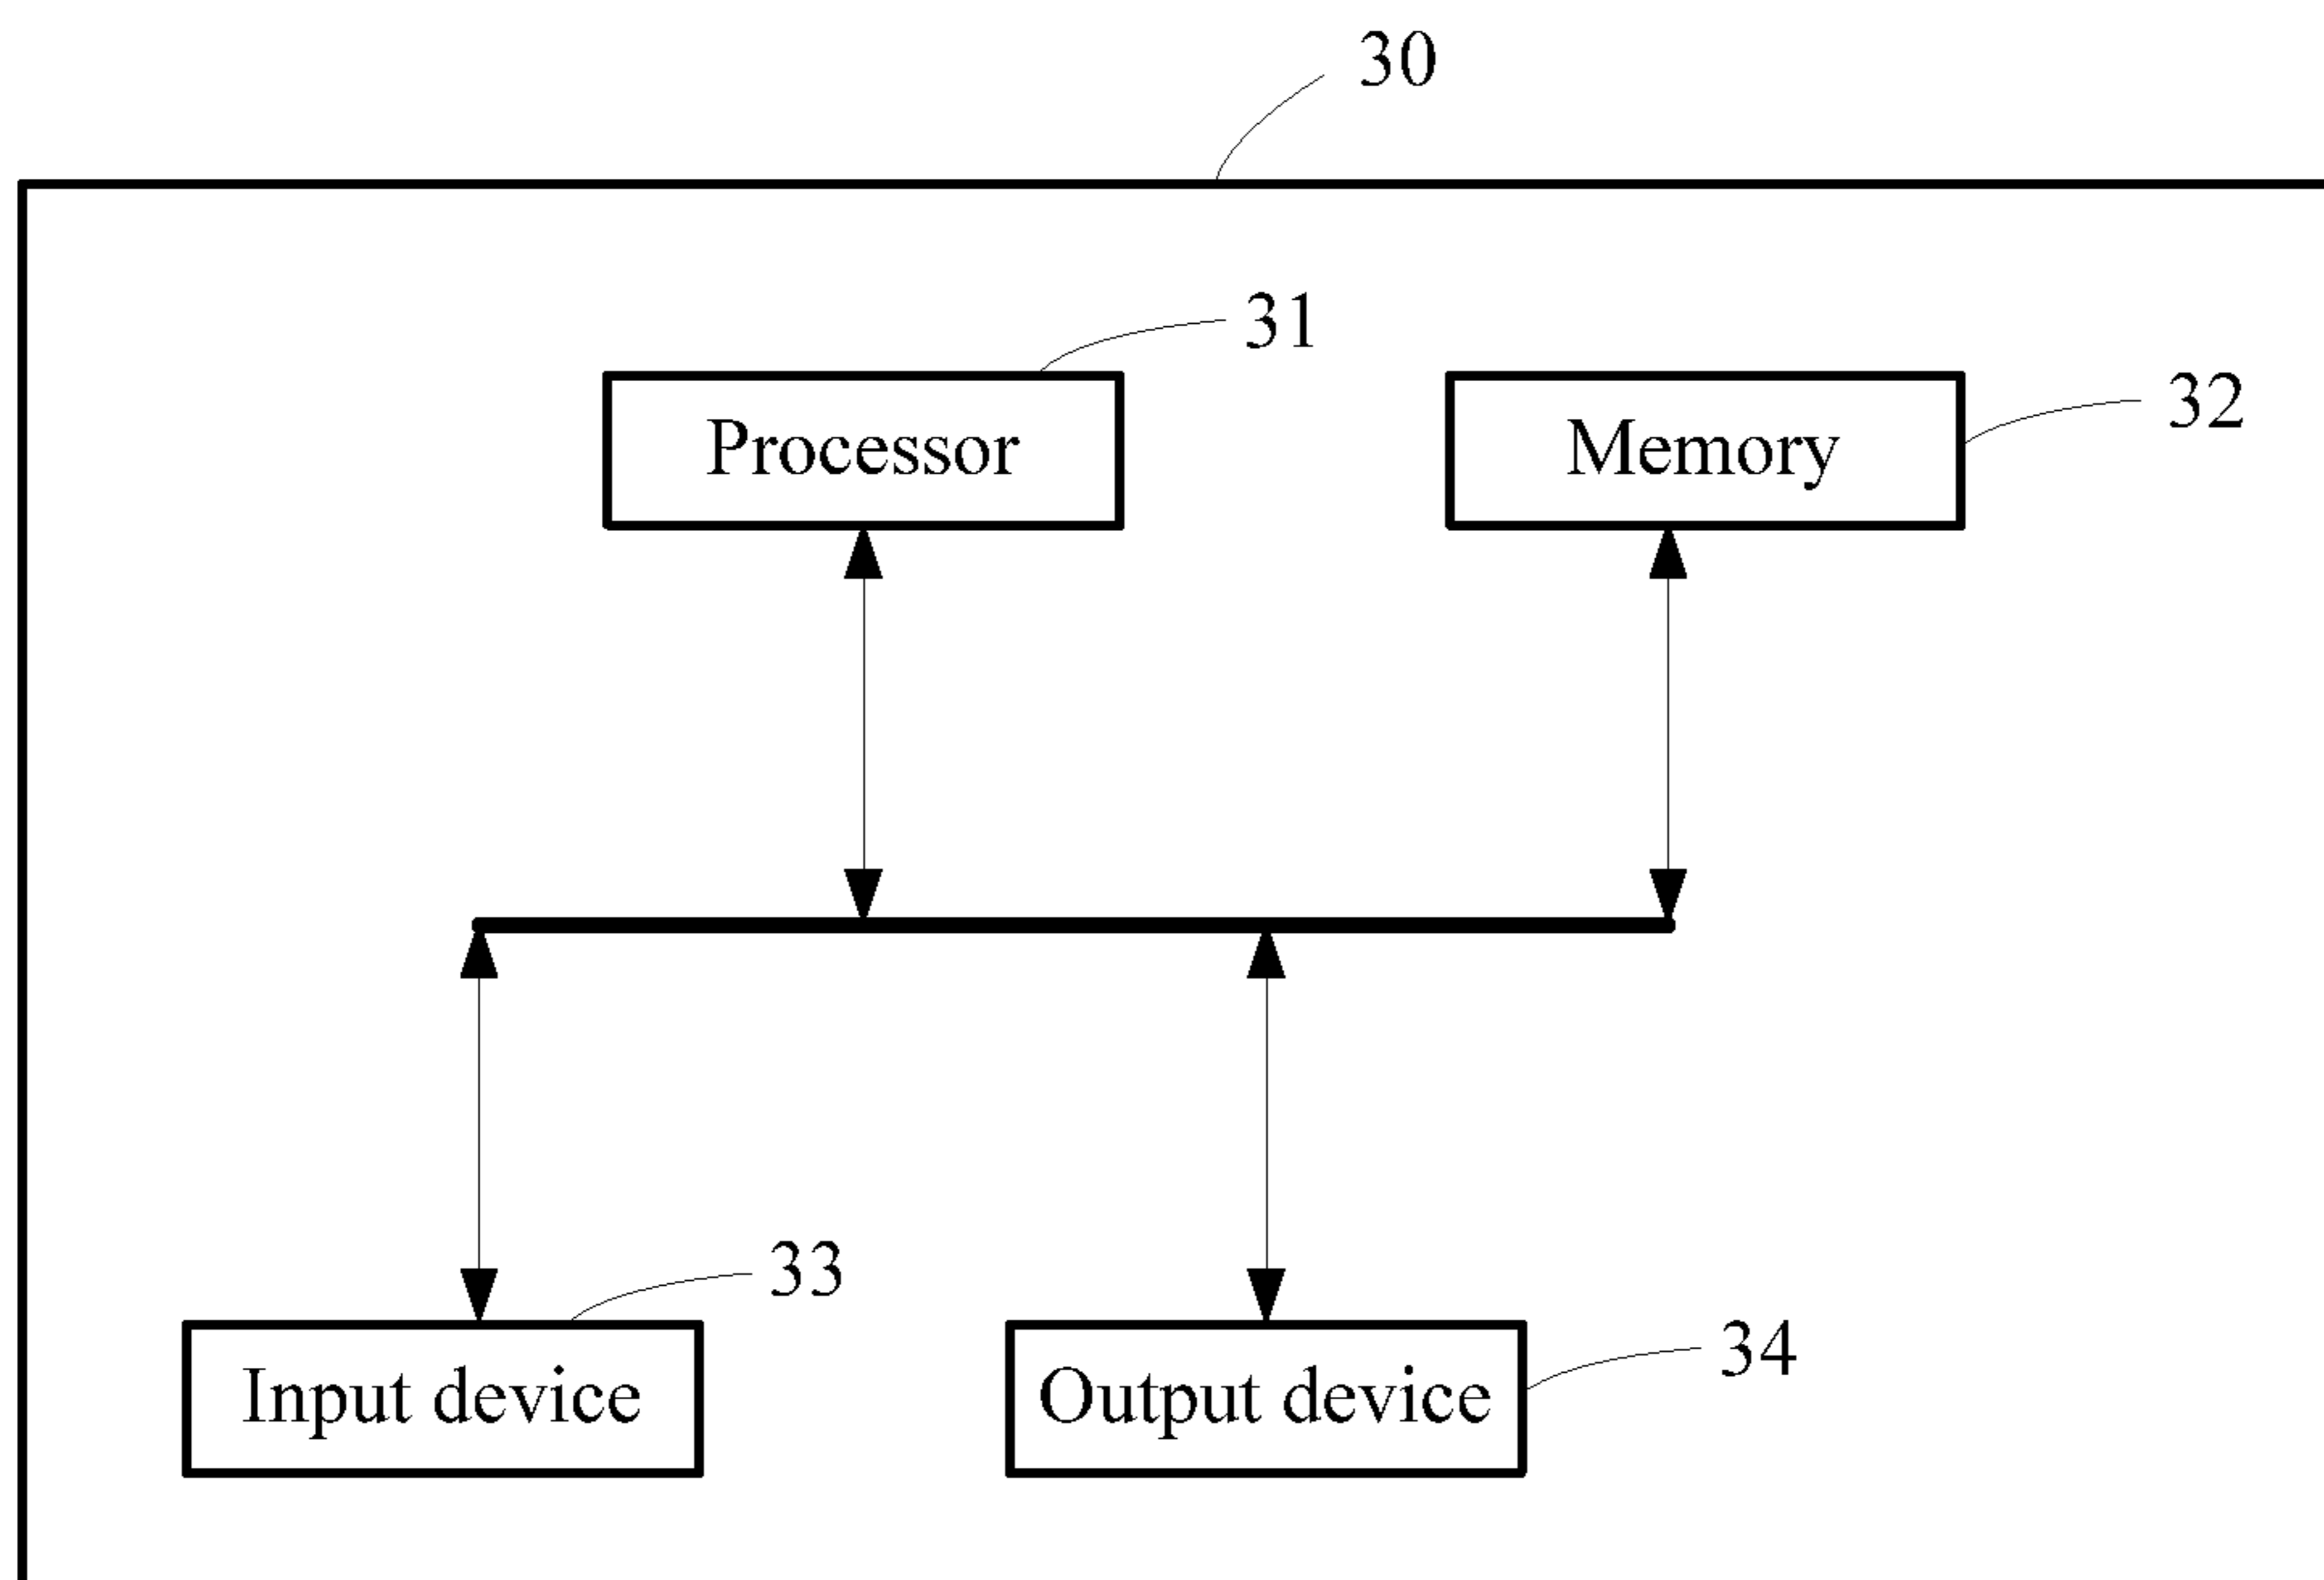 30
31
Processor
Memory
32
33
Input device
Output device
34